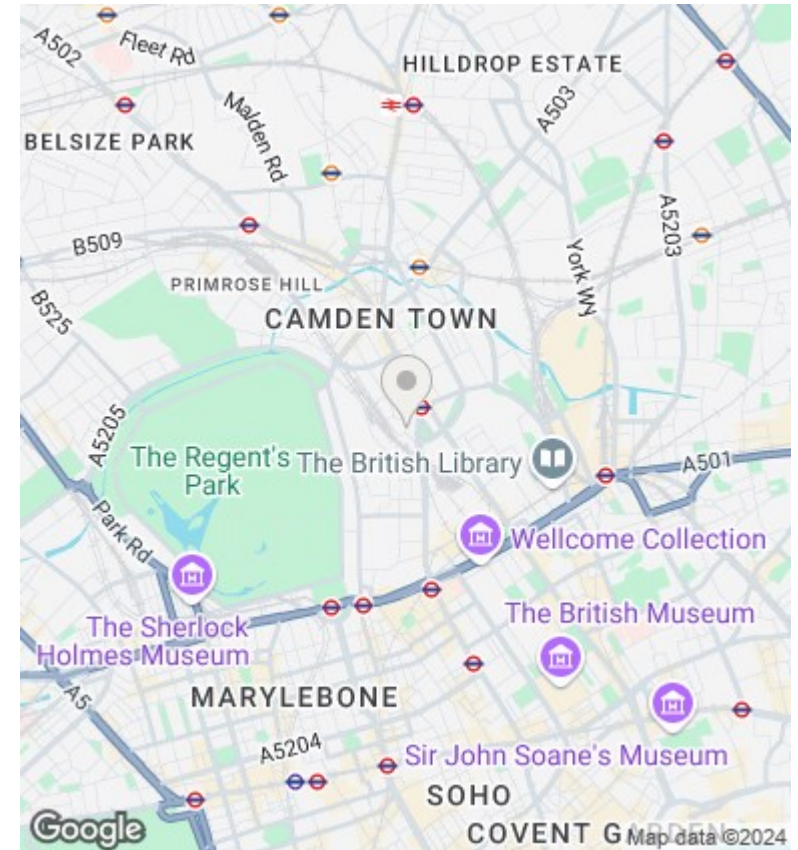 A502
Fleet Rd
HILLDROP ESTATE
Malden Rd
A503
BELSIZE PARK
A5203
B509
York Wy
PRIMROSE HILL
B525
CAMDEN TOWN
A5205
The Regent's
Park
The British Library
A501
Park Rd
Wellcome Collection
The Sherlock
Holmes Museum
The British Museum
MARYLEBONE
A5
A5204
Sir John Soane's Museum
SOHO
COVENT GARDEN
Google
Map data ©2024